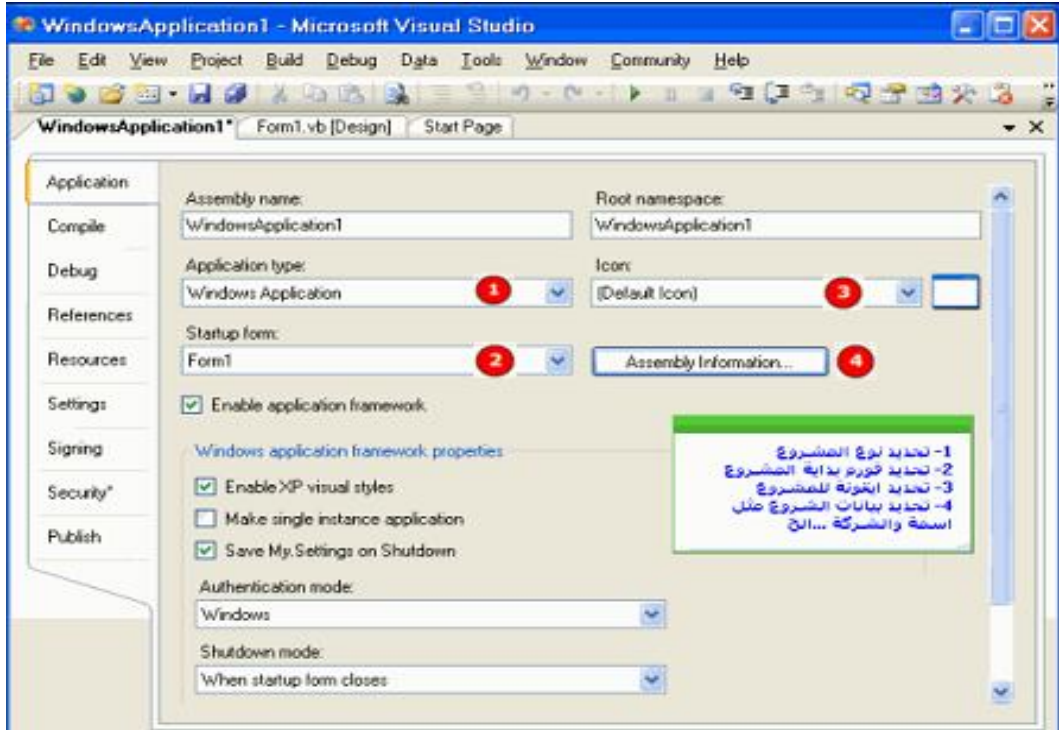 WindowsApplication1 - Microsoft Visual Studio
File Edit View Project Build Debug Data Tools Window Community Help
WindowsApplication1* Form1.vb [Design] Start Page
Application
Compile
Debug
References
Resources
Settings
Signing
Security*
Publish
Assembly name: Root namespace:
WindowsApplication1 WindowsApplication1
Application type: Icon:
Windows Application 1 (Default Icon) 3
Startup form:
Form1 2 Assembly Information... 4
Enable application framework
Windows application framework properties
Enable XP visual styles
Make single instance application
Save My.Settings on Shutdown
Authentication mode:
Windows
Shutdown mode:
When startup form closes
1- تحديد نوع المشروع
2- تحديد فورم بداية المشروع
3- تحديد ايقونة للمشروع
4- تحديد بيانات الشروع مثل
اسمة والشركة ...الخ